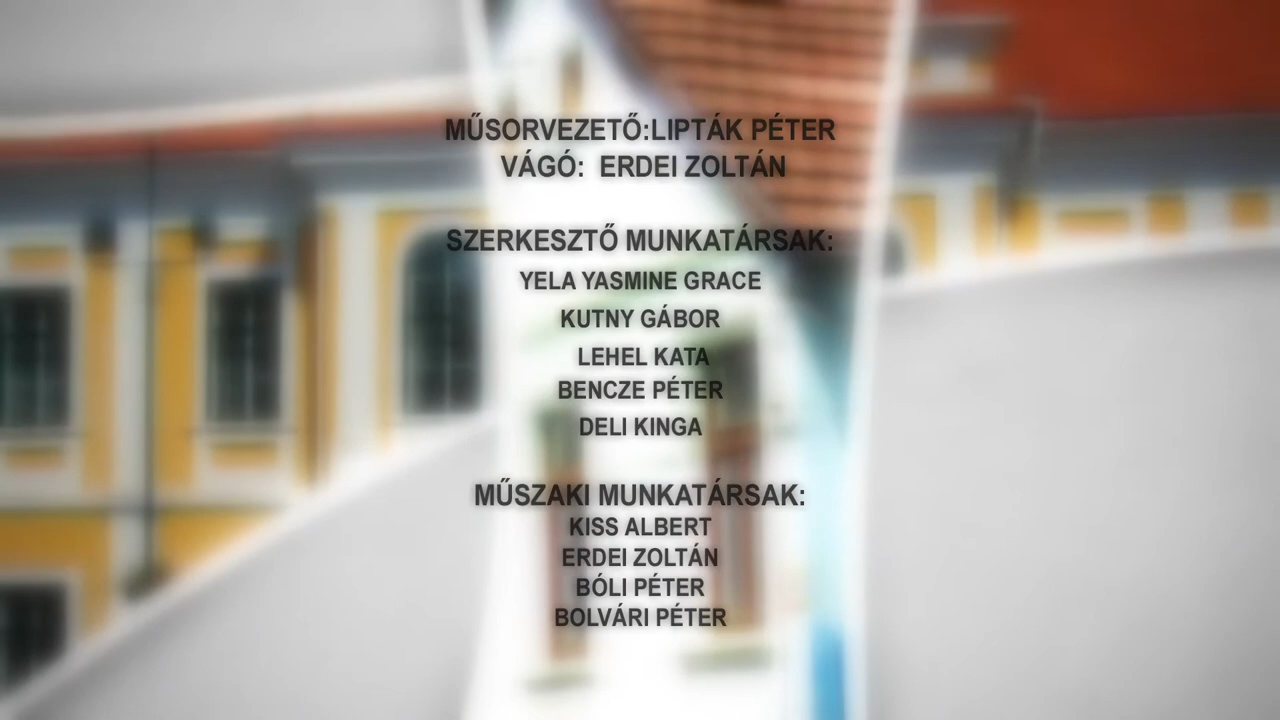 MŰSORVEZETŐ:LIPTÁK PÉTER
VÁGÓ: ERDEI ZOLTÁN
SZERKESZTŐ MUNKATÁRSAK:
YELA YASMINE GRACE
KUTNY GÁBOR
LEHEL KATA
BENCZE PÉTER
DELI KINGA
MŰSZAKI MUNKATÁRSAK:
KISS ALBERT
ERDEI ZOLTÁN
BÓLI PÉTER
BOLVÁRI PÉTER